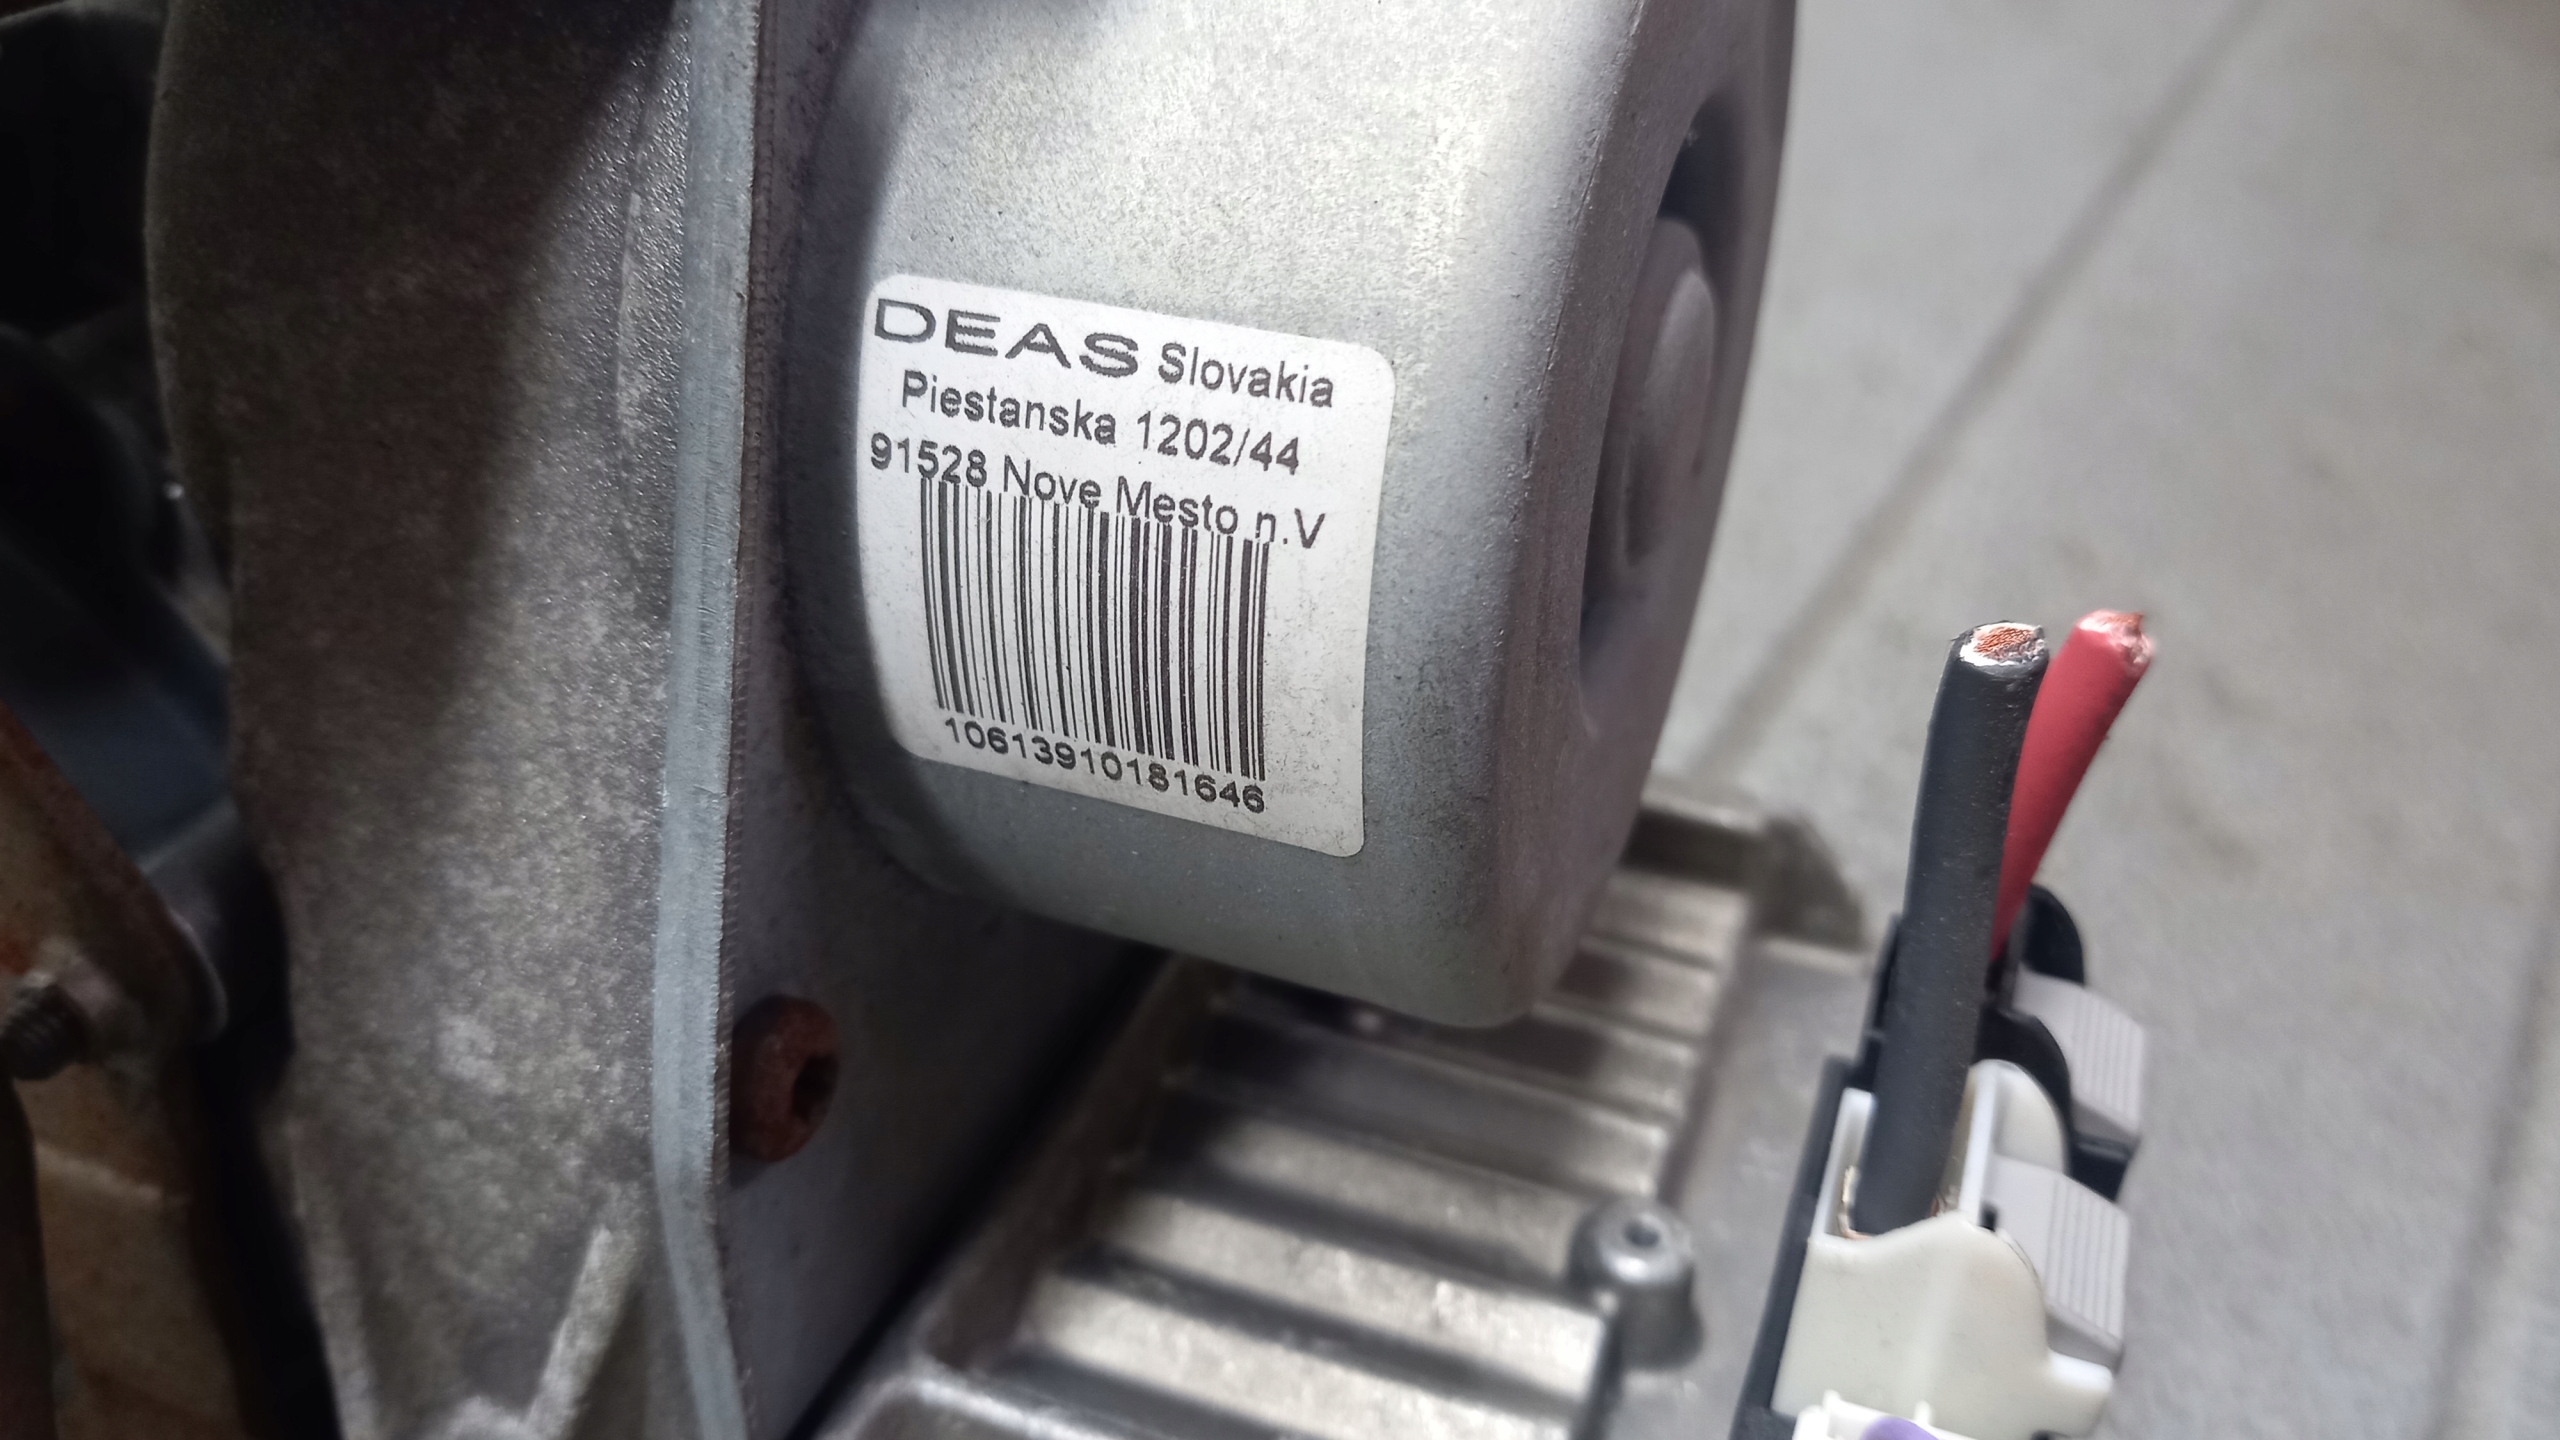 DEAS Slovakia
Piestanska 1202/44
91528 Nove Mesto n.V
10613910181646